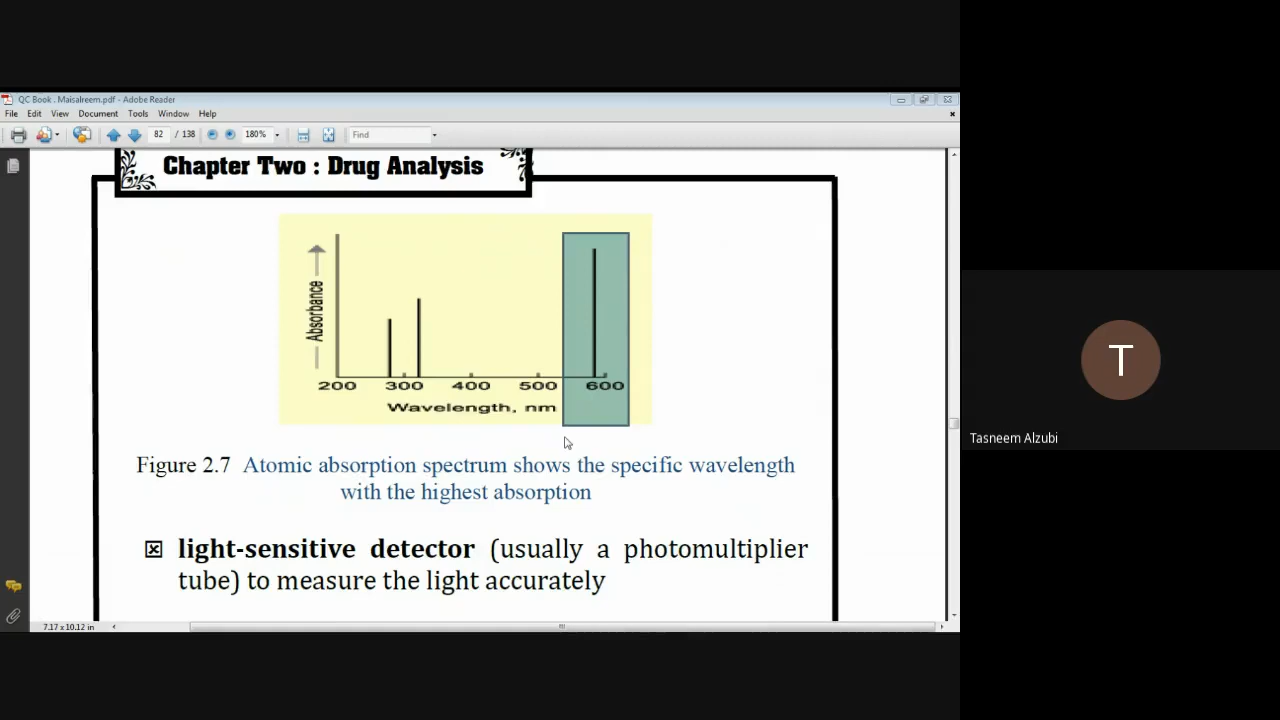 QC Book . Maisalreem.pdf - Adobe Reader
File Edit View Document Tools Window Help
82 / 138 180% Find
Chapter Two : Drug Analysis
Absorbance
200 300 400 500 600
Wavelength, nm
Figure 2.7 Atomic absorption spectrum shows the specific wavelength
with the highest absorption
light-sensitive detector (usually a photomultiplier
tube) to measure the light accurately
7.17 x 10.12 in
T
Tasneem Alzubi